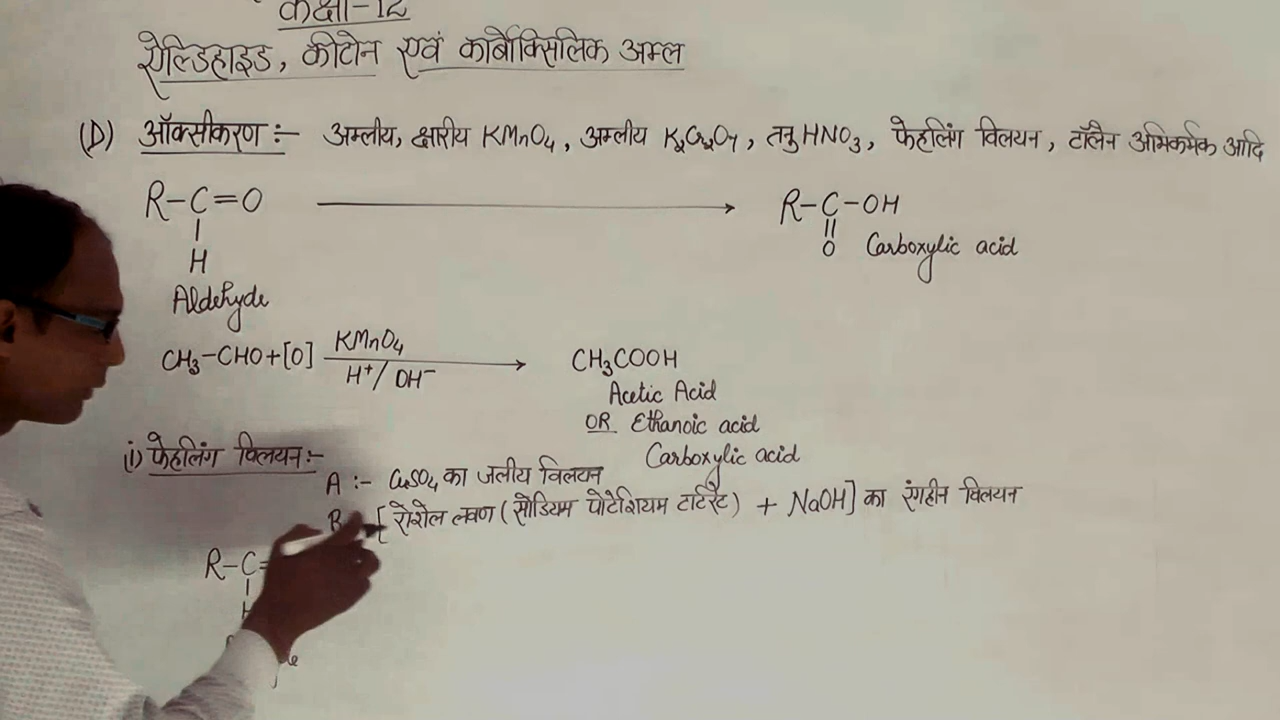 कक्षा-12
ऐल्डिहाइड, कीटोन एवं कार्बोक्सिलिक अम्ल
(D) ऑक्सीकरण :- अम्लीय, क्षारीय KMnO4, अम्लीय K2Cr2O7, तनु HNO3, फेहलिंग विलयन, टॉलेन अभिकर्मक आदि
R-C=O → R-C-OH
| ||
H O Carboxylic acid
Aldehyde
CH3-CHO+[O] KMnO4 H+/OH- → CH3COOH
Acetic Acid
OR Ethanoic acid
Carboxylic acid
(i) फेहलिंग विलयन:-
A :- CuSO4 का जलीय विलयन
B [रोशेल लवण (सोडियम पोटेशियम टार्टरेट) + NaOH] का रंगहीन विलयन
R-C=
|
H